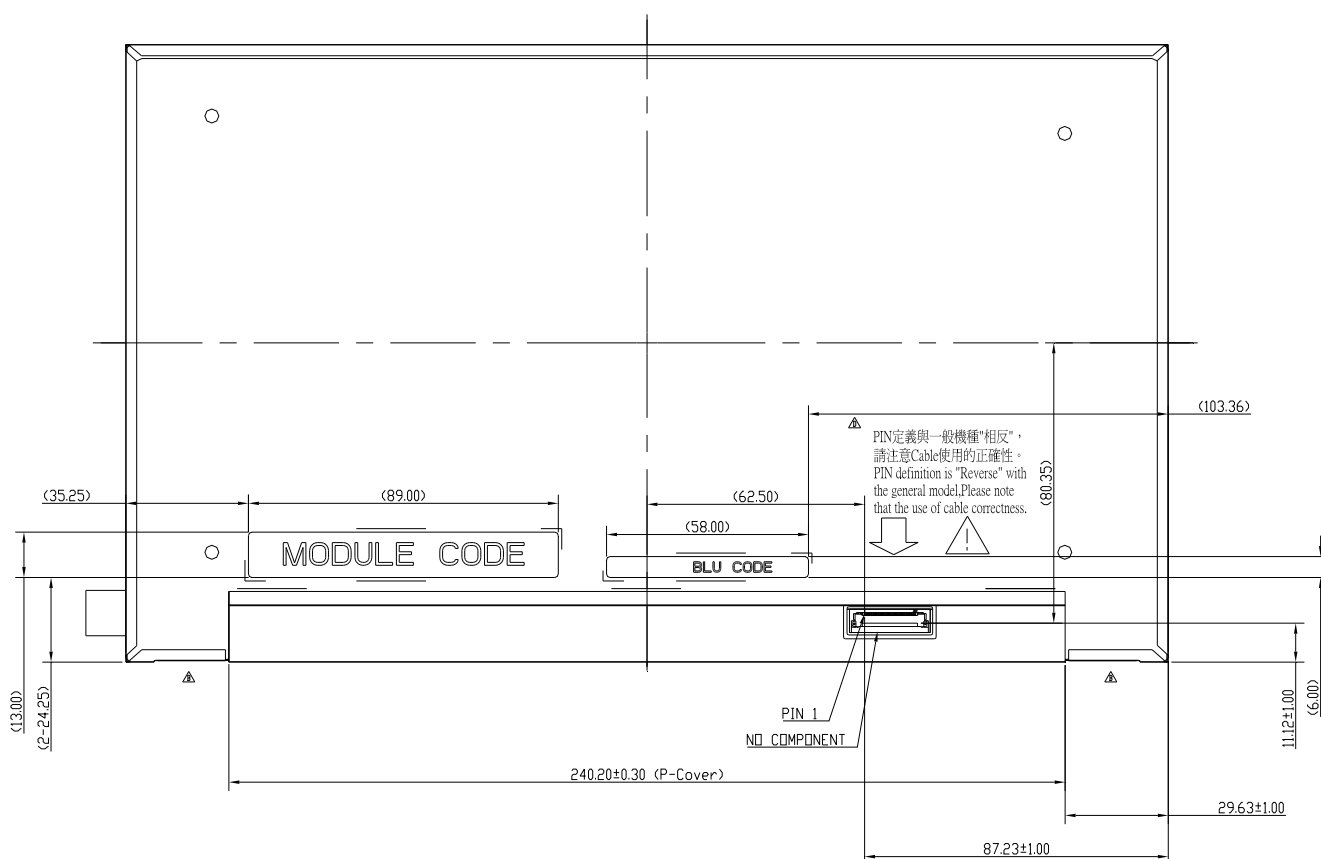 (103.36)
PIN定義與一般機種"相反"，
請注意Cable使用的正確性。
PIN definition is "Reverse" with
the general model,Please note
that the use of cable correctness.
(80.35)
(35.25)
(89.00)
(62.50)
(58.00)
MODULE CODE
BLU CODE
(13.00)
(2-24.25)
PIN 1
NO COMPONENT
11.12±1.00
(6.00)
240.20±0.30 (P-Cover)
29.63±1.00
87.23±1.00